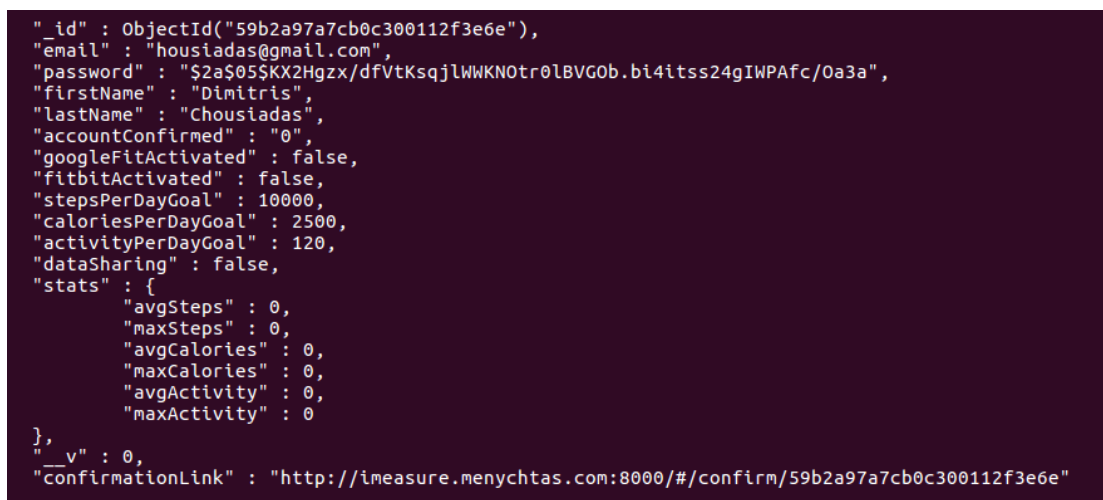 "_id" : ObjectId("59b2a97a7cb0c300112f3e6e"),
"email" : "housiadas@gmail.com",
"password" : "$2a$05$KX2Hgzx/dfVtKsqjlWWKNOtr0lBVGOb.bi4itss24gIWPAfc/Oa3a",
"firstName" : "Dimitris",
"lastName" : "Chousiadas",
"accountConfirmed" : "0",
"googleFitActivated" : false,
"fitbitActivated" : false,
"stepsPerDayGoal" : 10000,
"caloriesPerDayGoal" : 2500,
"activityPerDayGoal" : 120,
"dataSharing" : false,
"stats" : {
"avgSteps" : 0,
"maxSteps" : 0,
"avgCalories" : 0,
"maxCalories" : 0,
"avgActivity" : 0,
"maxActivity" : 0
},
"__v" : 0,
"confirmationLink" : "http://imeasure.menychtas.com:8000/#/confirm/59b2a97a7cb0c300112f3e6e"